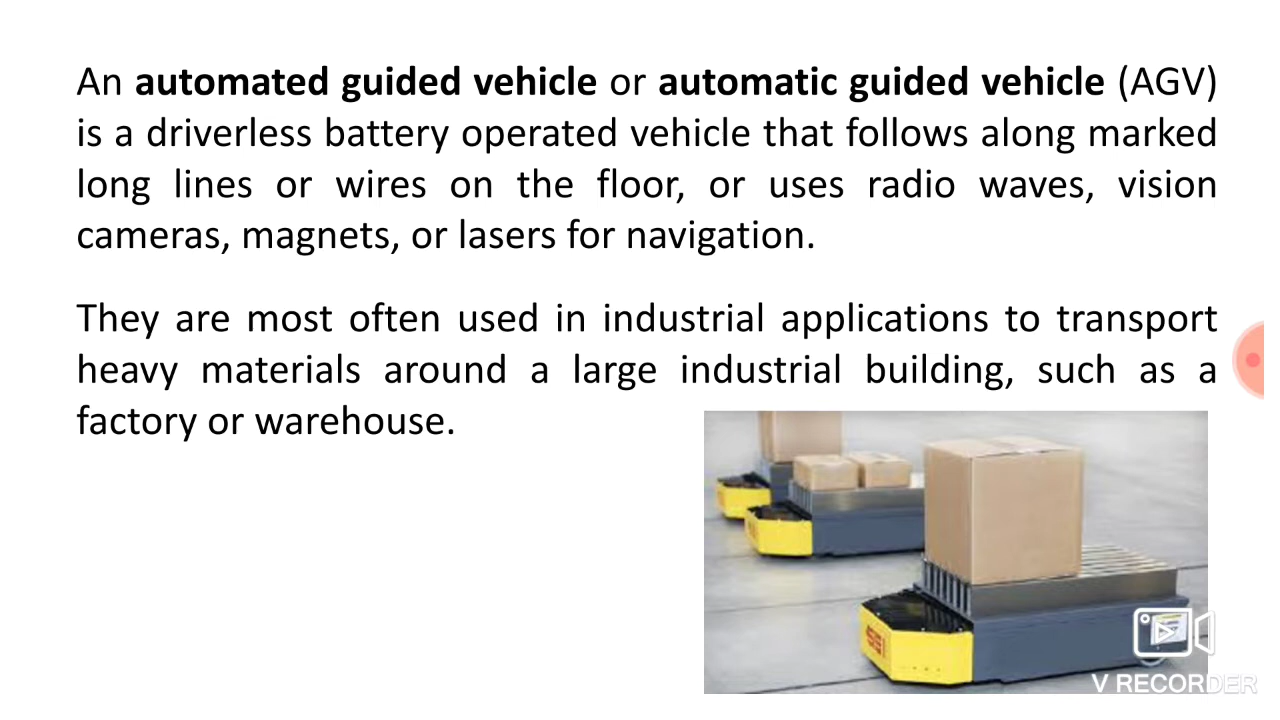 An automated guided vehicle or automatic guided vehicle (AGV)
is a driverless battery operated vehicle that follows along marked
long lines or wires on the floor, or uses radio waves, vision
cameras, magnets, or lasers for navigation.
They are most often used in industrial applications to transport
heavy materials around a large industrial building, such as a
factory or warehouse.
V RECORDER